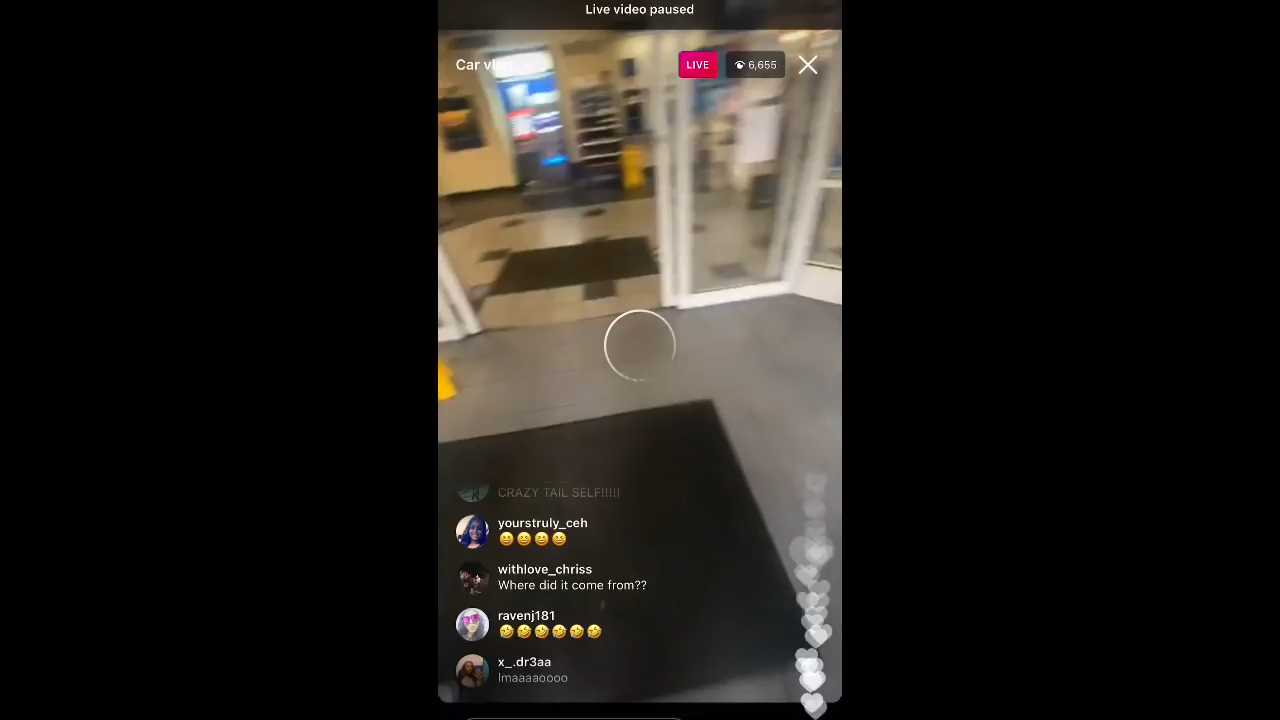 Live video paused
Car
LIVE
6,655
CRAZY TAIL SELF!!!!!
yourstruly_ceh
😆😆😆😆
withlove_chriss
Where did it come from??
ravenj181
🤣🤣🤣🤣🤣🤣
x_.dr3aa
lmaaaaoooo